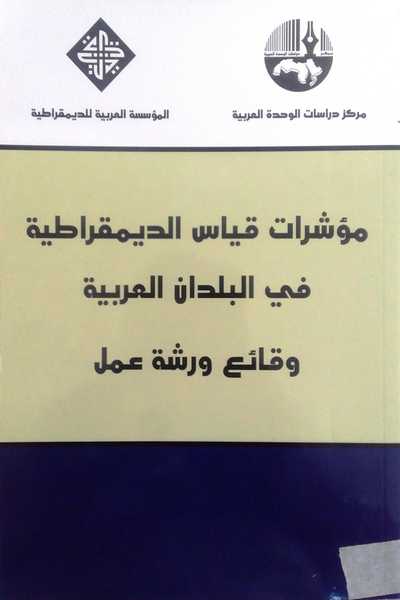 مركز دراسات الوحدة العربية
المؤسسة العربية للديمقراطية
مؤشرات قياس الديمقراطية
في البلدان العربية
وقائع ورشة عمل